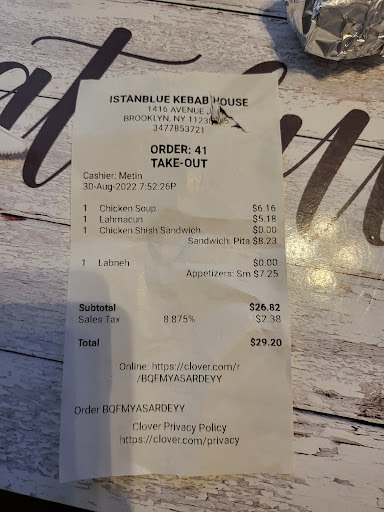 ISTANBLUE KEBAB HOUSE
1416 AVENUE J
BROOKLYN, NY
3477853721
ORDER: 41
TAKE-OUT
Cashier: Metin
30-Aug-2022 7:52:26P
1 Chicken Soup $6.16
1 Lahmacun $5.18
1 Chicken Shish Sandwich $0.00
Sandwich. Pita $8.23
1 Labneh $0.00
Appetizers: Sm $7.25
Subtotal $26.82
Sales Tax 8.875% $2.38
Total $29.20
Online: https://clover.com/r
/BQFMYASARDEYY
Order BQFMYASARDEYY
Clover Privacy Policy
https://clover.com/privacy